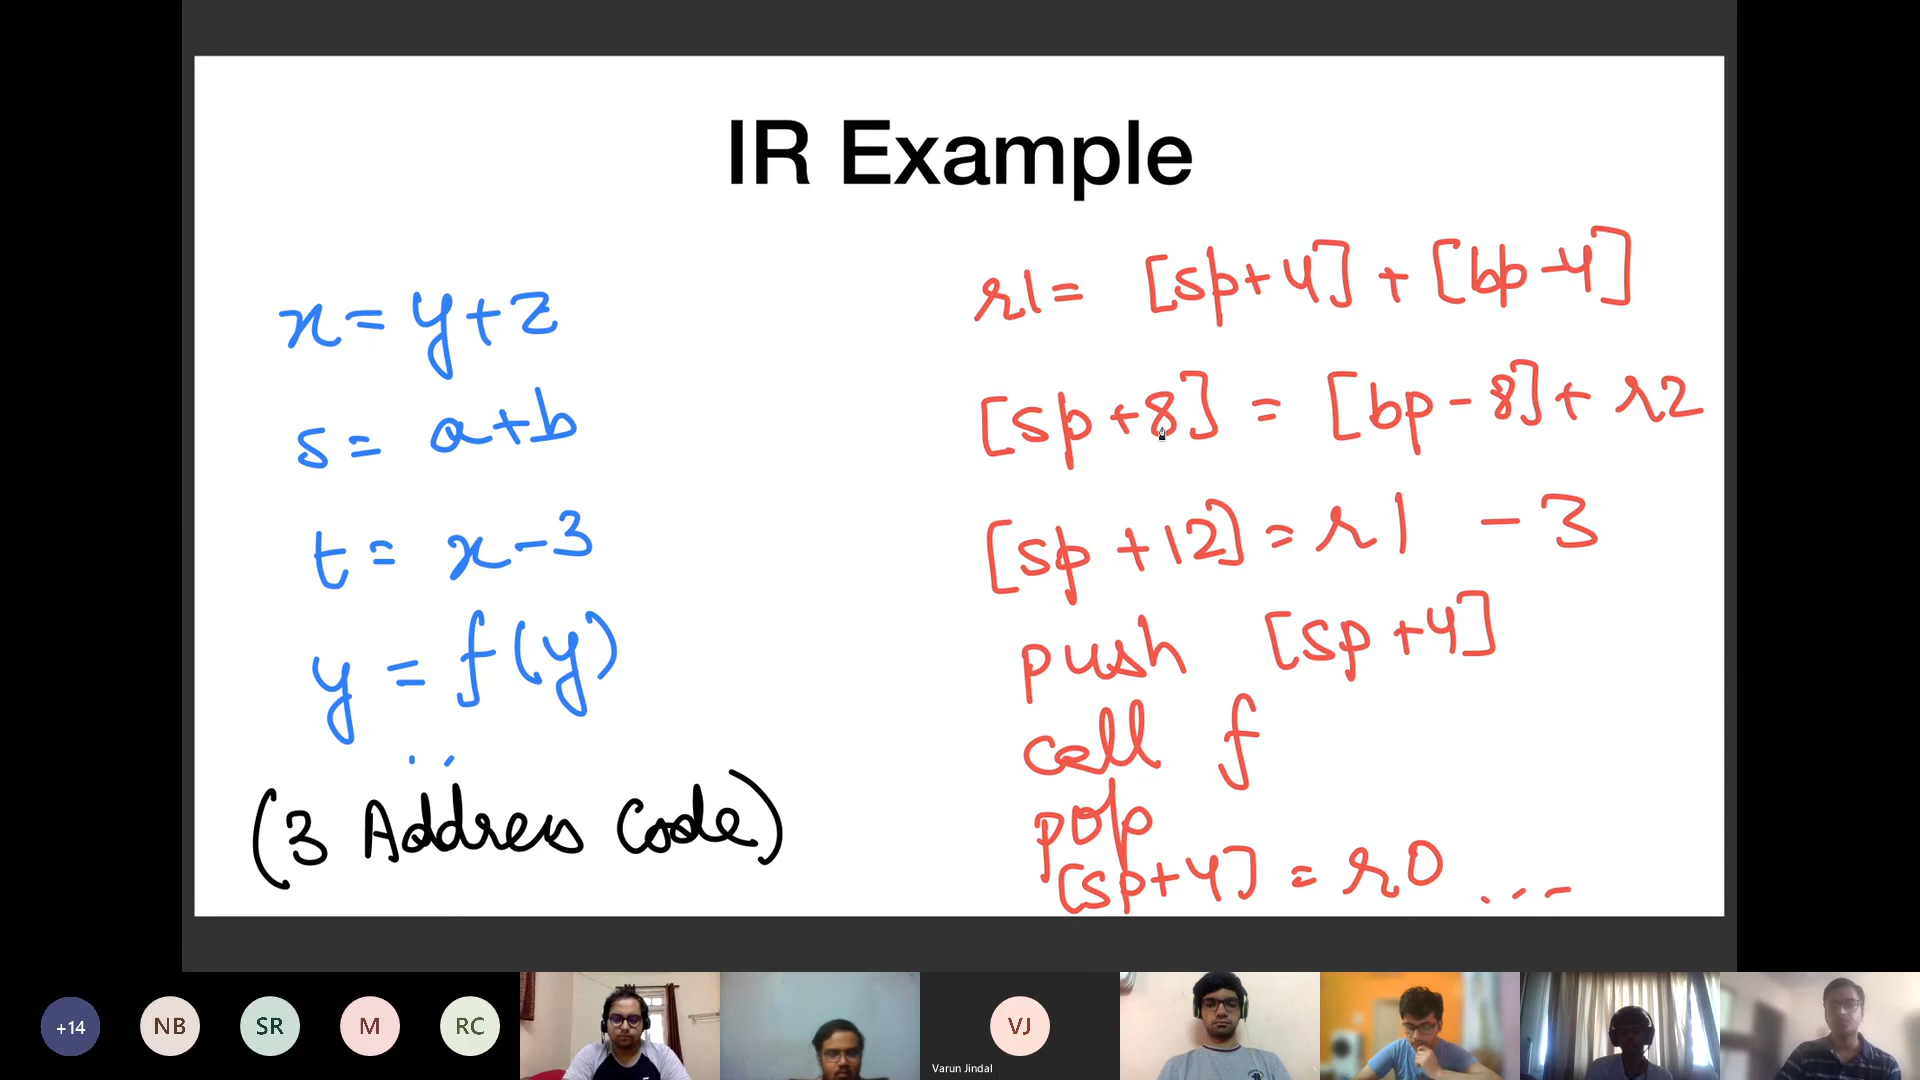 IR Example
x = y + z
s = a + b
t = x - 3
y = f(y)
..
(3 Address Code)
r1 = [sp+4] + [bp-4]
[sp+8] = [bp-8] + r2
[sp+12] = r1 - 3
push [sp+4]
call f
pop
[sp+4] = r0 ...
+14
NB
SR
M
RC
VJ
Varun Jindal